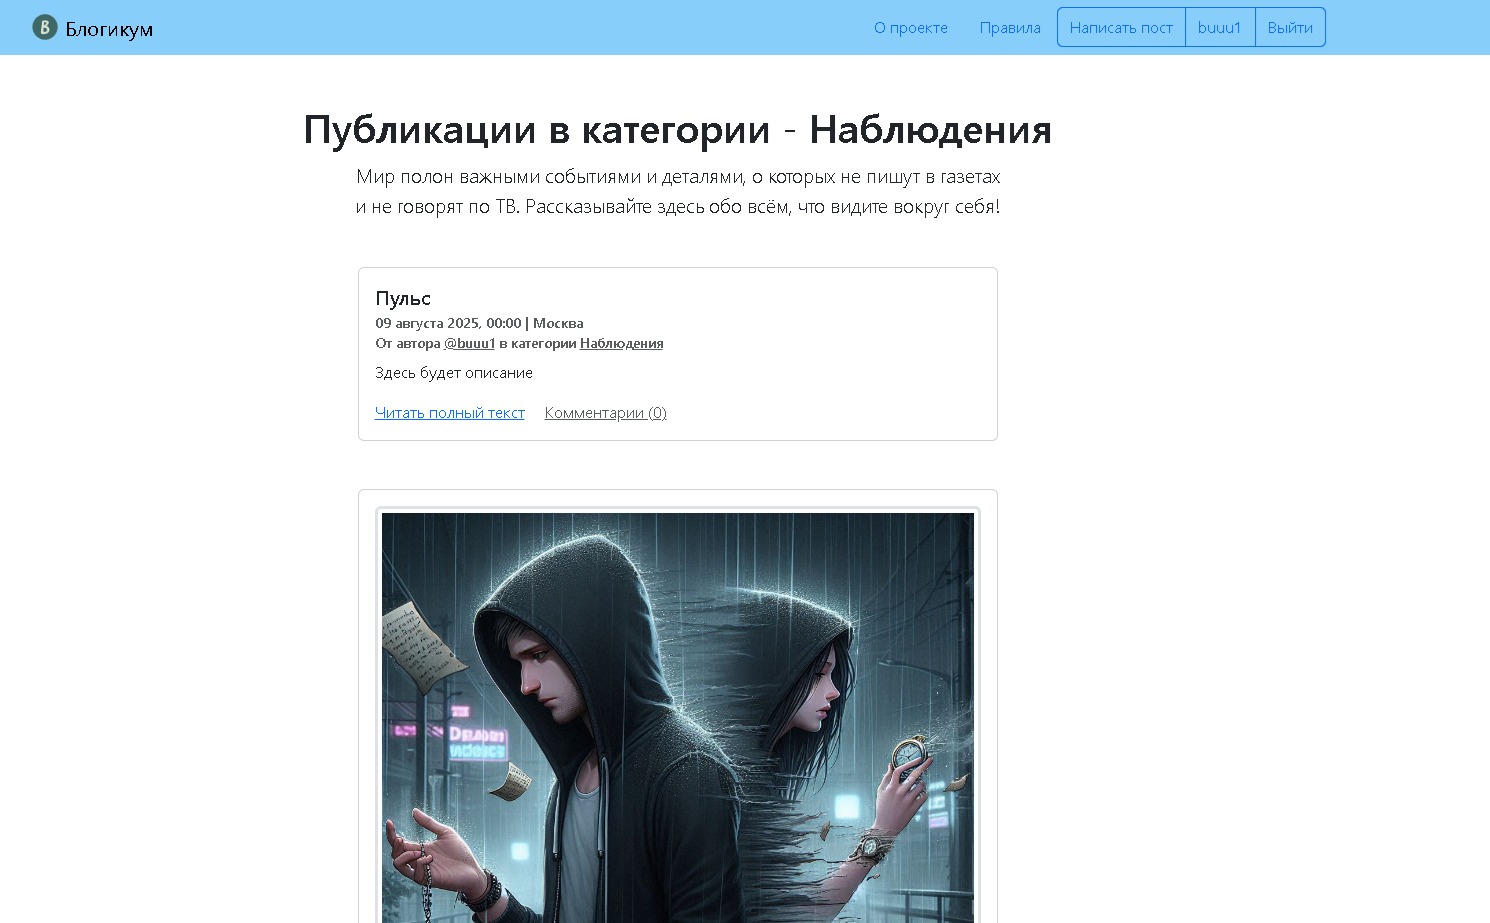 Блогикум
О проекте
Правила
Написать пост
buuu1
Выйти
Публикации в категории - Наблюдения
Мир полон важными событиями и деталями, о которых не пишут в газетах
и не говорят по ТВ. Рассказывайте здесь обо всём, что видите вокруг себя!
Пульс
09 августа 2025, 00:00 | Москва
От автора @buuu1 в категории Наблюдения
Здесь будет описание
Читать полный текст
Комментарии (0)